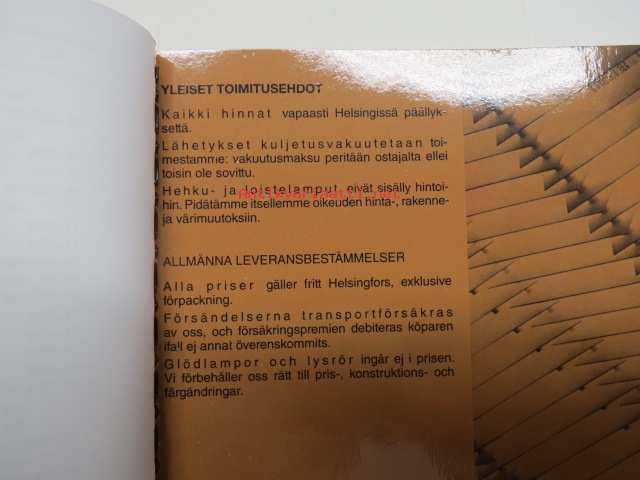 YLEISET TOIMITUSEHDOT
Kaikki hinnat vapaasti Helsingissä päällyk-
settä.
Lähetykset kuljetusvakuutetaan toi-
mestamme: vakuutusmaksu peritään ostajalta ellei
toisin ole sovittu.
Hehku- ja loistelamput eivät sisälly hintoi-
hin. Pidätämme itsellemme oikeuden hinta-, rakenne-
ja värimuutoksiin.
ALLMÄNNA LEVERANSBESTÄMMELSER
Alla priser gäller fritt Helsingfors, exklusive
förpackning.
Försändelserna transportförsäkras
av oss, och försäkringspremien debiteras köparen
ifall ej annat överenskommits.
Glödlampor och lysrör ingår ej i prisen.
Vi förbehåller oss rätt till pris-, konstruktions- och
färgändringar.